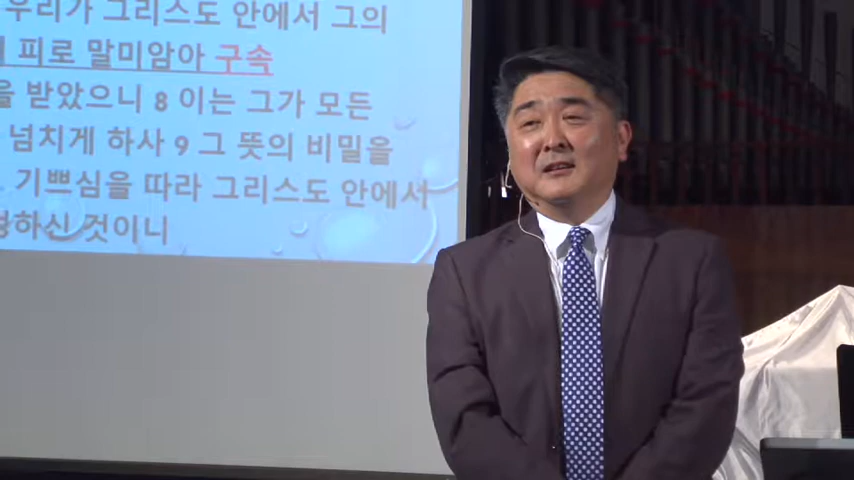 우리가 그리스도 안에서 그의
피로 말미암아 구속
을 받았으니 8 이는 그가 모든
넘치게 하사 9 그 뜻의 비밀을
기쁘심을 따라 그리스도 안에서
정하신 것이니